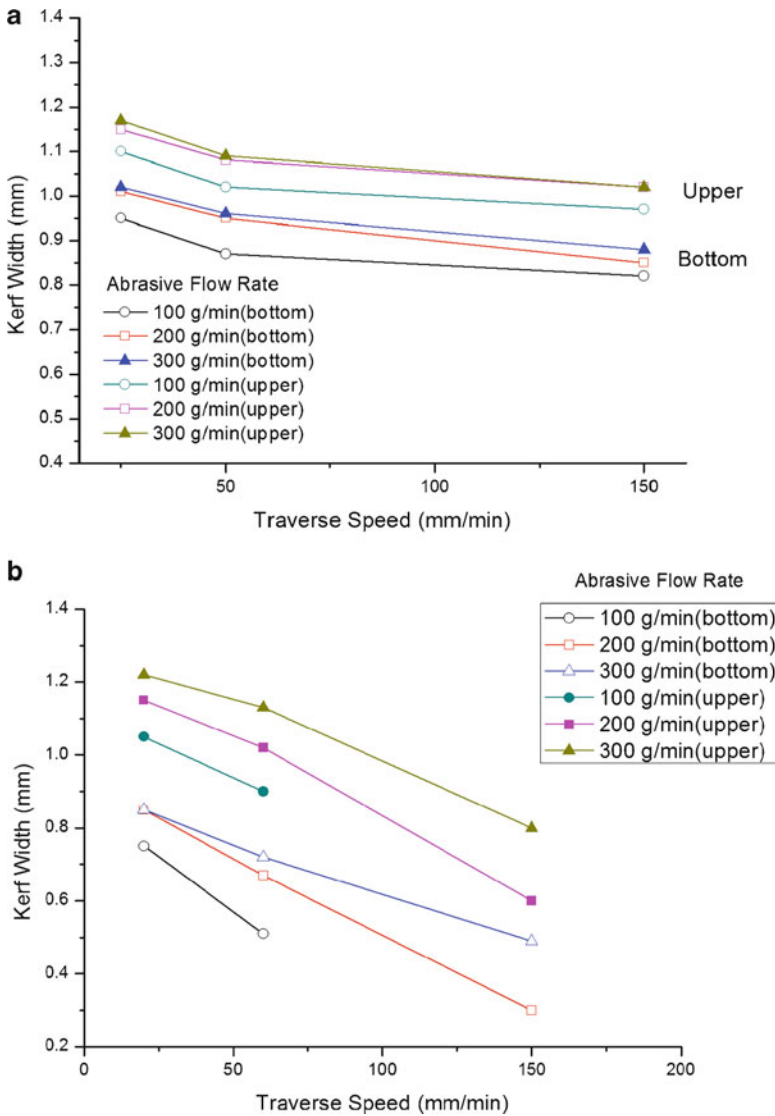 a
1.4
1.3
1.2
1.1
1.0
0.9
0.8
0.7
0.6
0.5
0.4
Kerf Width (mm)
Upper
Bottom
Abrasive Flow Rate
100 g/min(bottom)
200 g/min(bottom)
300 g/min(bottom)
100 g/min(upper)
200 g/min(upper)
300 g/min(upper)
50
100
150
Traverse Speed (mm/min)
b
Abrasive Flow Rate
100 g/min(bottom)
200 g/min(bottom)
300 g/min(bottom)
100 g/min(upper)
200 g/min(upper)
300 g/min(upper)
1.4
1.2
1.0
0.8
0.6
0.4
0.2
Kerf Width (mm)
0
50
100
150
200
Traverse Speed (mm/min)